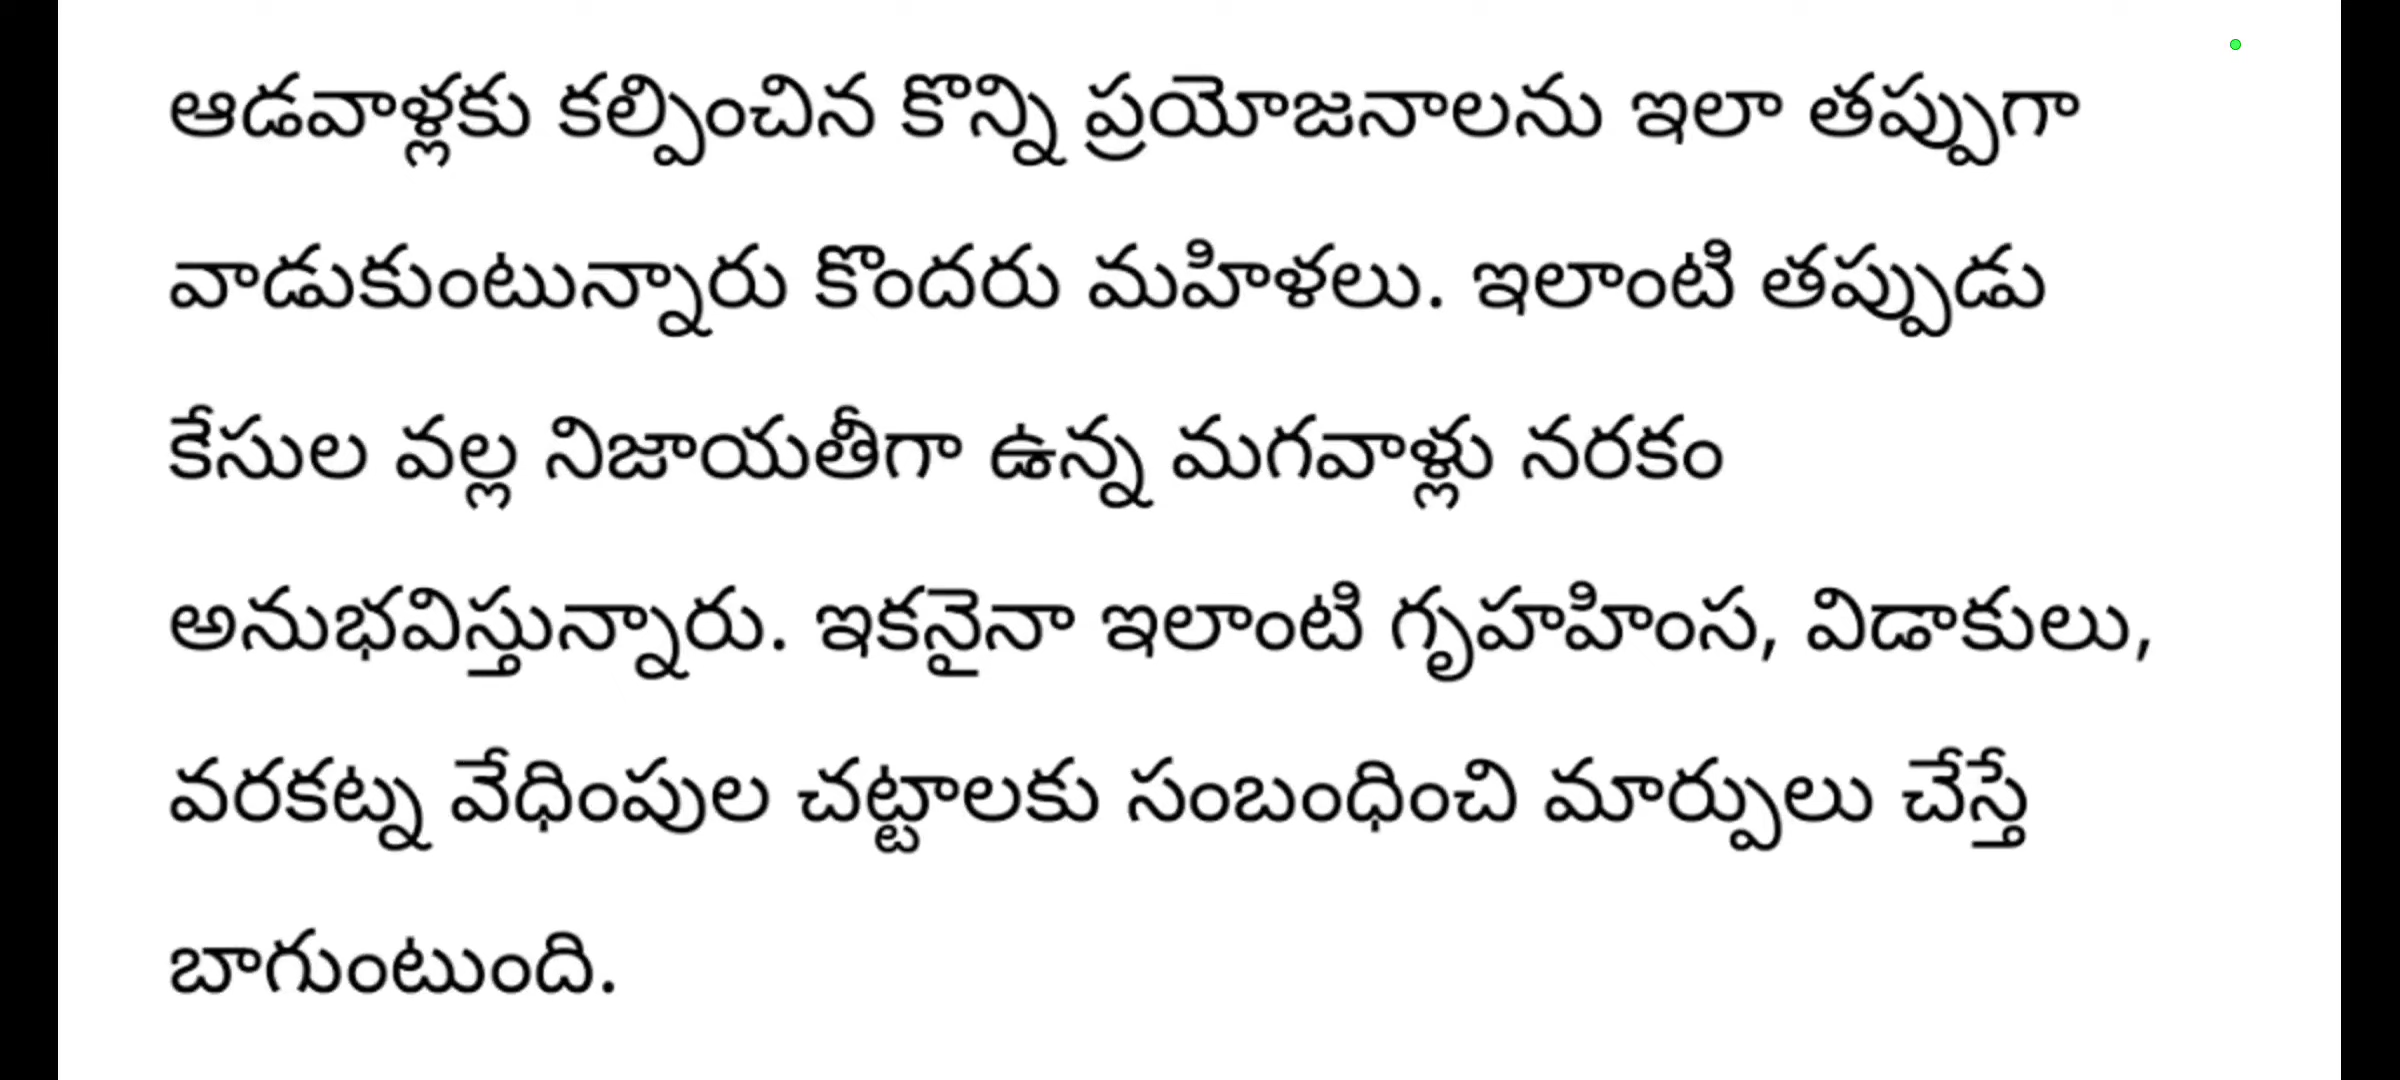 ఆడవాళ్లకు కల్పించిన కొన్ని ప్రయోజనాలను ఇలా తప్పుగా
వాడుకుంటున్నారు కొందరు మహిళలు. ఇలాంటి తప్పుడు
కేసుల వల్ల నిజాయతీగా ఉన్న మగవాళ్లు నరకం
అనుభవిస్తున్నారు. ఇకనైనా ఇలాంటి గృహహింస, విడాకులు,
వరకట్న వేధింపుల చట్టాలకు సంబంధించి మార్పులు చేస్తే
బాగుంటుంది.